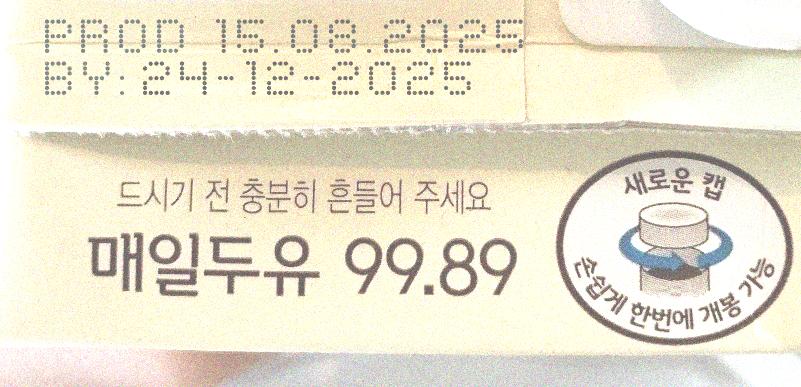 PROD 15.08.2025
BY:24-12-2025
드시기 전 충분히 흔들어 주세요
매일두유 99.89
새로운 캡
손쉽게 한번에 개봉 가능